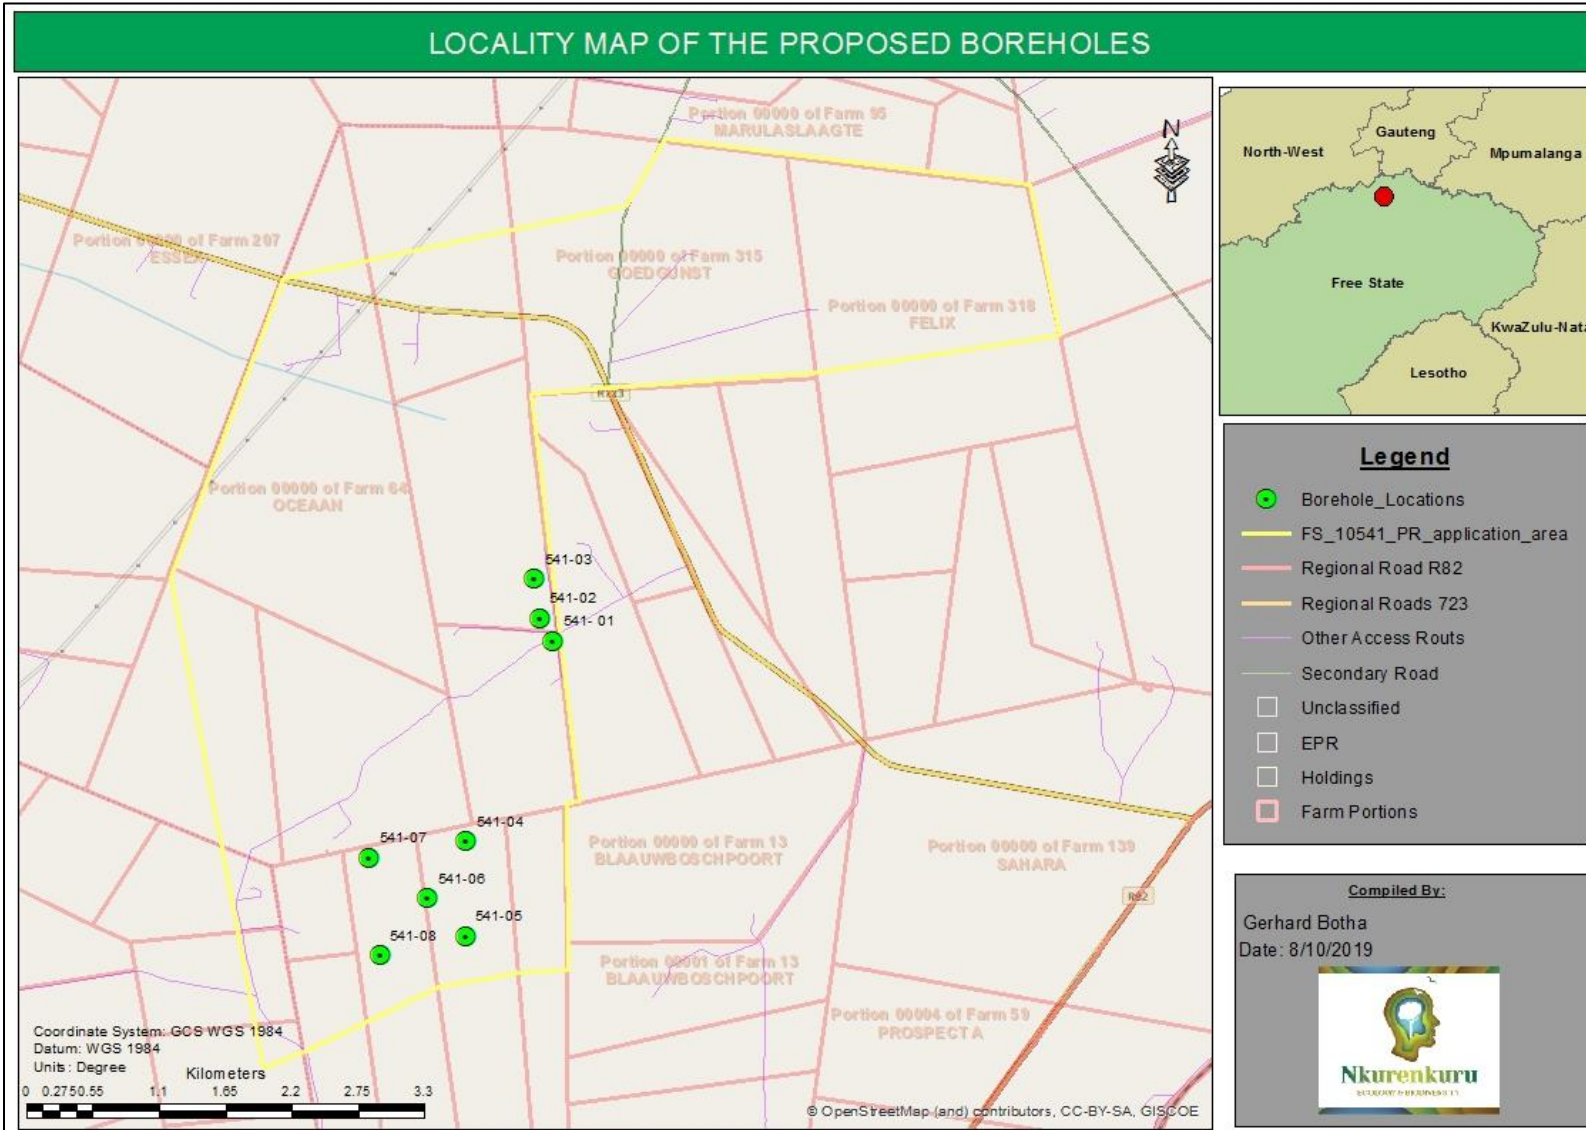 LOCALITY MAP OF THE PROPOSED BOREHOLES
Portion 00000 of Farm 95
MARULASLAAGTE
N
Portion 00000 of Farm 207
ESSEX
Portion 00000 of Farm 315
GOEDGUNST
Portion 00000 of Farm 318
FELIX
R723
Portion 00000 of Farm 64
OCEAAN
541-03
541-02
541- 01
541-04
541-07
541-06
541-05
541-08
Portion 00000 of Farm 13
BLAAUWBOSCHPOORT
Portion 00000 of Farm 139
SAHARA
R82
Portion 00001 of Farm 13
BLAAUWBOSCHPOORT
Portion 00004 of Farm 59
PROSPECT A
Coordinate System: GCS WGS 1984
Datum: WGS 1984
Units: Degree
Kilometers
0 0.275 0.55 1.1 1.65 2.2 2.75 3.3
© OpenStreetMap (and) contributors, CC-BY-SA, GISCOE
Gauteng
North-West
Mpumalanga
Free State
KwaZulu-Nata
Lesotho
Legend
Borehole_Locations
FS_10541_PR_application_area
Regional Road R82
Regional Roads 723
Other Access Routs
Secondary Road
Unclassified
EPR
Holdings
Farm Portions
Compiled By:
Gerhard Botha
Date: 8/10/2019
Nkurenkuru
ECOLOGY & BIODIVERSITY